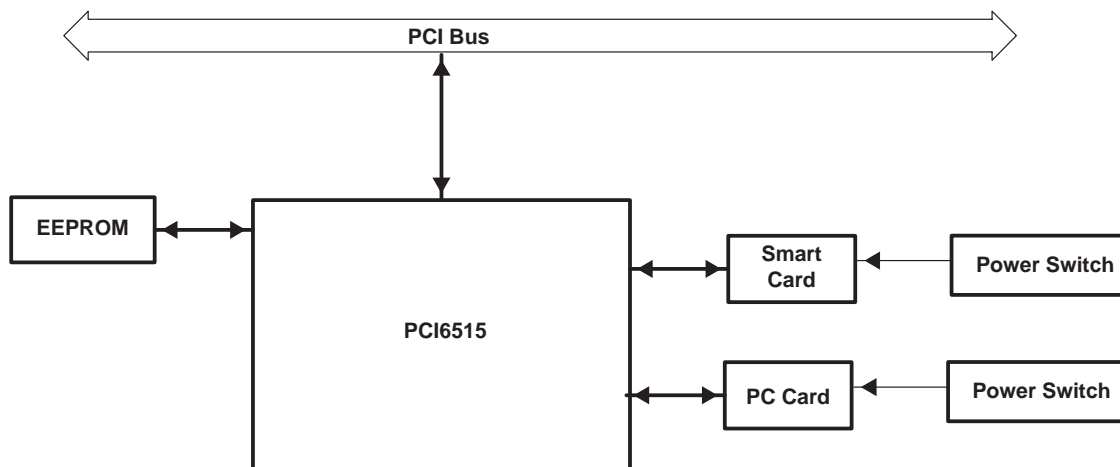 PCI Bus
EEPROM
Smart
Card
Power Switch
PCI6515
PC Card
Power Switch